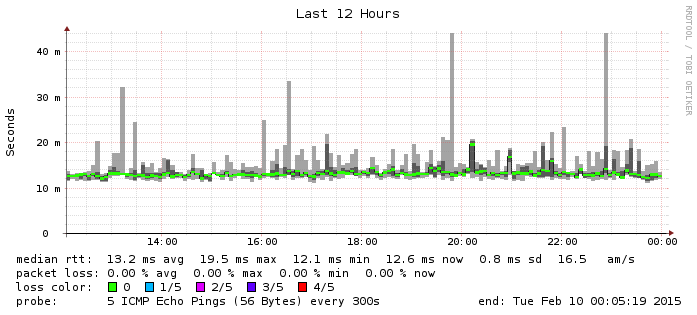 Last 12 Hours
RRDTOOL / TOBI OETIKER
Seconds
40 m
30 m
20 m
10 m
0
14:00 16:00 18:00 20:00 22:00 00:00
median rtt: 13.2 ms avg 19.5 ms max 12.1 ms min 12.6 ms now 0.8 ms sd 16.5 am/s
packet loss: 0.00 % avg 0.00 % max 0.00 % min 0.00 % now
loss color: 0 1/5 2/5 3/5 4/5
probe: 5 ICMP Echo Pings (56 Bytes) every 300s end: Tue Feb 10 00:05:19 2015